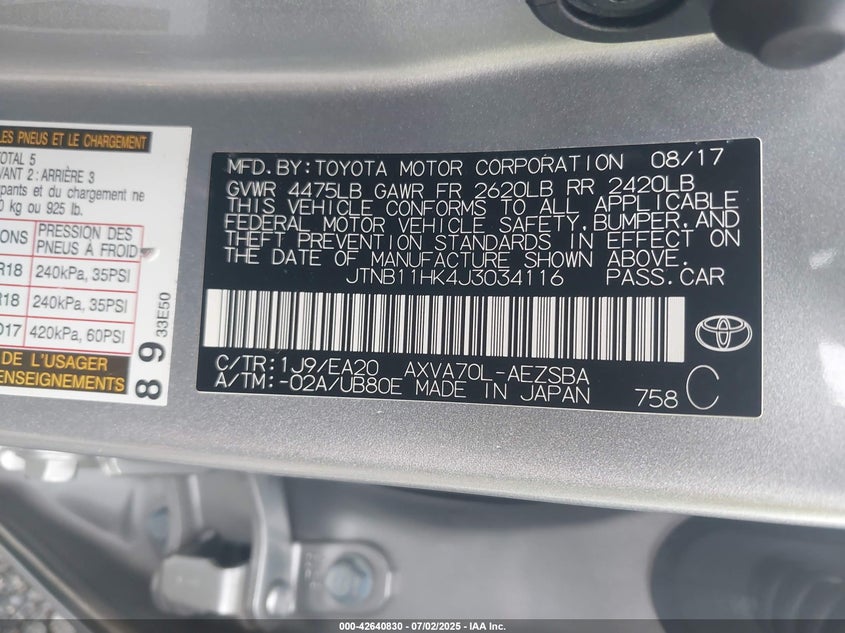 LES PNEUS ET LE CHARGEMENT
TOTAL 5
VANT 2: ARRIÈRE 3
pants et du chargement ne
0 kg ou 925 lb.
ONS PRESSION DES PNEUS À FROID
R18 240kPa, 35PSI
R18 240kPa, 35PSI
D17 420kPa, 60PSI
DE L'USAGER
ENSEIGNEMENTS
89
33E50
MFD.BY:TOYOTA MOTOR CORPORATION 08/17
GVWR 4475LB GAWR FR 2620LB RR 2420LB
THIS VEHICLE CONFORMS TO ALL APPLICABLE
FEDERAL MOTOR VEHICLE SAFETY,BUMPER,AND
THEFT PREVENTION STANDARDS IN EFFECT ON
THE DATE OF MANUFACTURE SHOWN ABOVE.
JTNB11HK4J3034116 PASS.CAR
C/TR:1J9/EA20 AXVA70L-AEZSBA
A/TM:-02A/UB80E MADE IN JAPAN 758 C
000-42640830 - 07/02/2025 - IAA Inc.